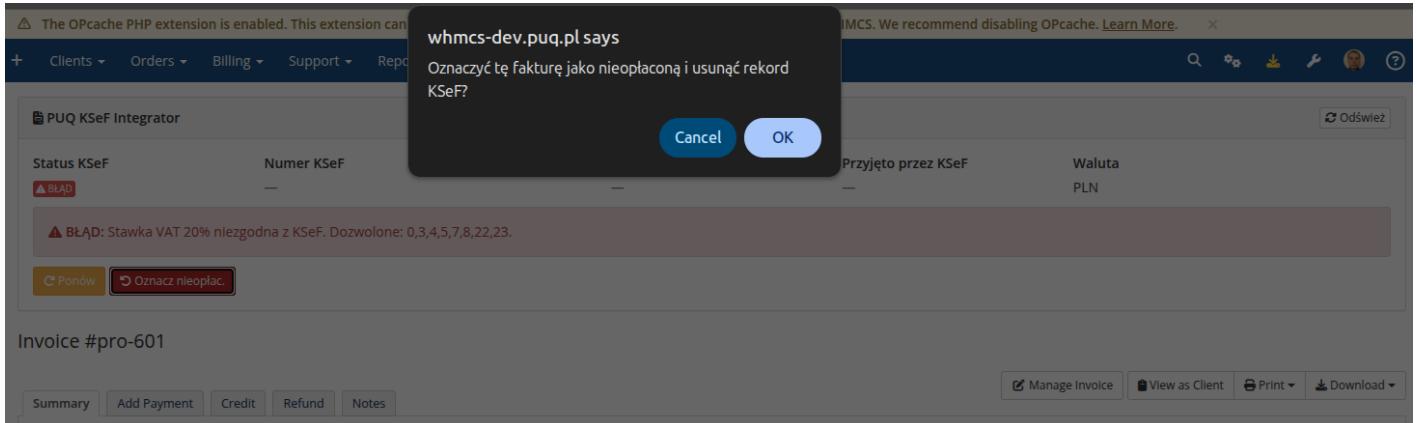 The OPcache PHP extension is enabled. This extension can
IMCS. We recommend disabling OPcache. Learn More. ×
whmcs-dev.puq.pl says
Oznaczyć tę fakturę jako nieopłaconą i usunąć rekord
KSeF?
Cancel OK
+ Clients Orders Billing Support Repo
PUQ KSeF Integrator
Odśwież
Status KSeF Numer KSeF Przyjęto przez KSeF Waluta
BŁĄD — — — PLN
BŁĄD: Stawka VAT 20% niezgodna z KSeF. Dozwolone: 0,3,4,5,7,8,22,23.
Ponów Oznacz nieopłac.
Invoice #pro-601
Manage Invoice View as Client Print Download
Summary Add Payment Credit Refund Notes